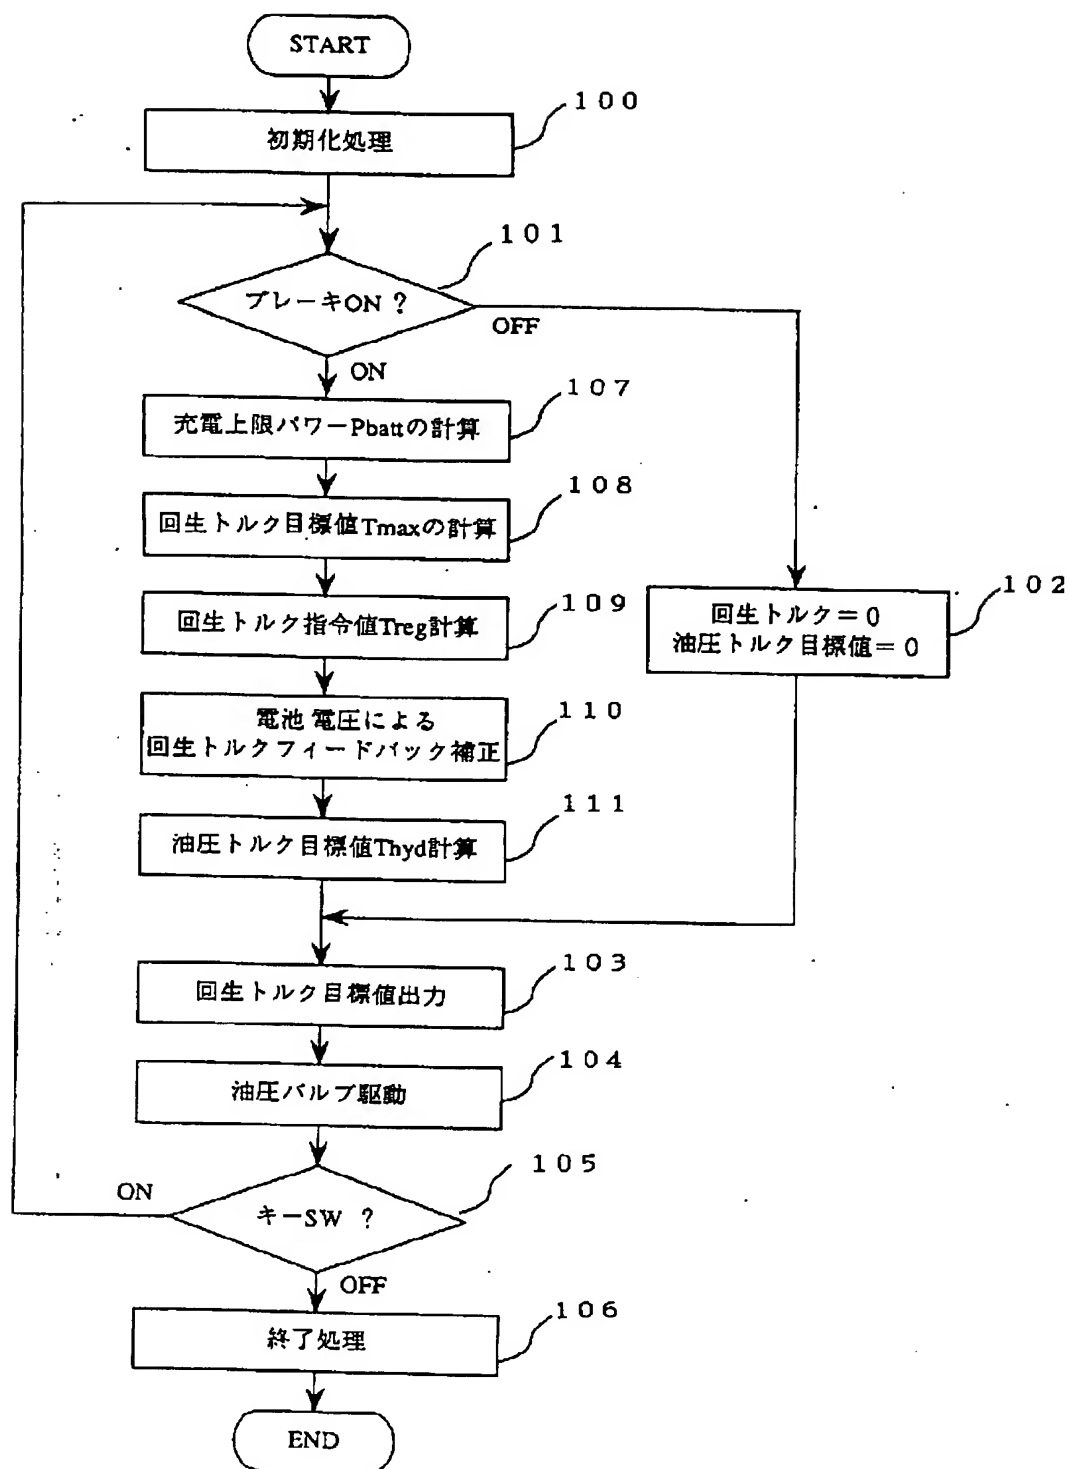 START
100
初期化処理
101
ブレーキON ?
OFF
ON
107
充電上限パワーPbattの計算
108
回生トルク目標値Tmaxの計算
109
回生トルク指令値Treg計算
102
回生トルク=0
油圧トルク目標値=0
110
電池 電圧による
回生トルクフィードバック補正
111
油圧トルク目標値Thyd計算
103
回生トルク目標値出力
104
油圧バルブ駆動
105
ON
キーSW ?
OFF
106
終了処理
END